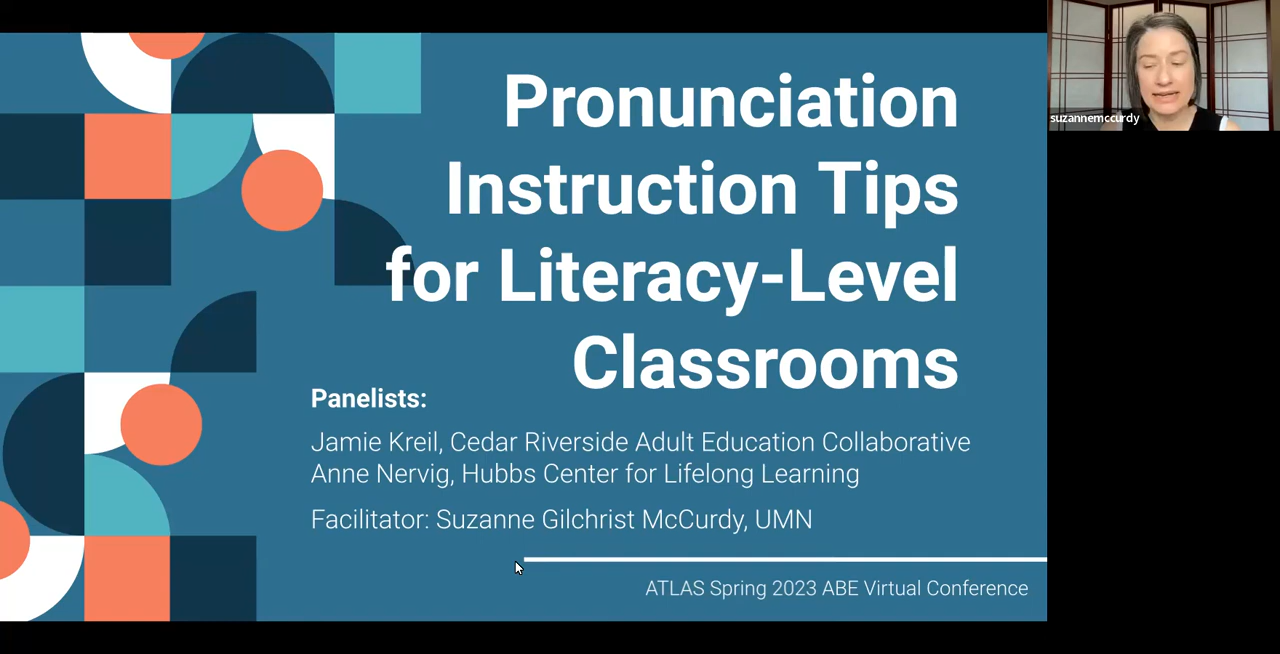 Pronunciation
Instruction Tips
for Literacy-Level
Classrooms
Panelists:
Jamie Kreil, Cedar Riverside Adult Education Collaborative
Anne Nervig, Hubbs Center for Lifelong Learning
Facilitator: Suzanne Gilchrist McCurdy, UMN
ATLAS Spring 2023 ABE Virtual Conference
suzannemccurdy